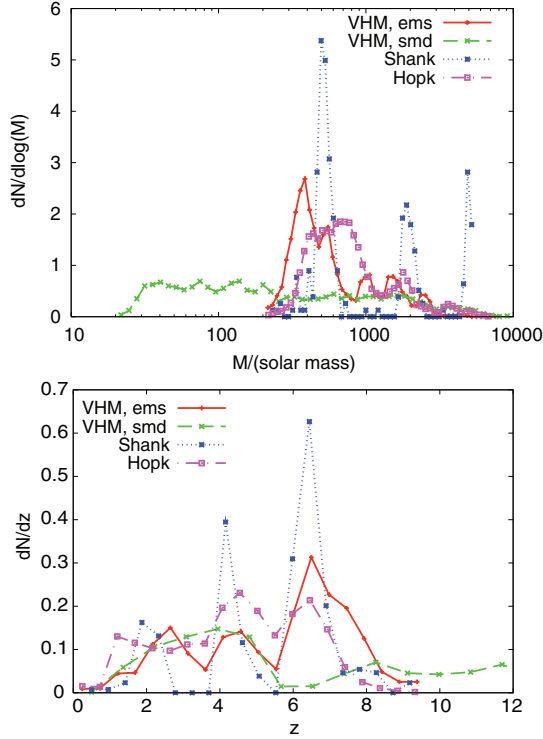 6
5
4
3
2
1
0
dN/dlog(M)
VHM, ems
VHM, smd
Shank
Hopk
10 100 1000 10000
M/(solar mass)
0.7
0.6
0.5
0.4
0.3
0.2
0.1
0
dN/dz
VHM, ems
VHM, smd
Shank
Hopk
0 2 4 6 8 10 12
z